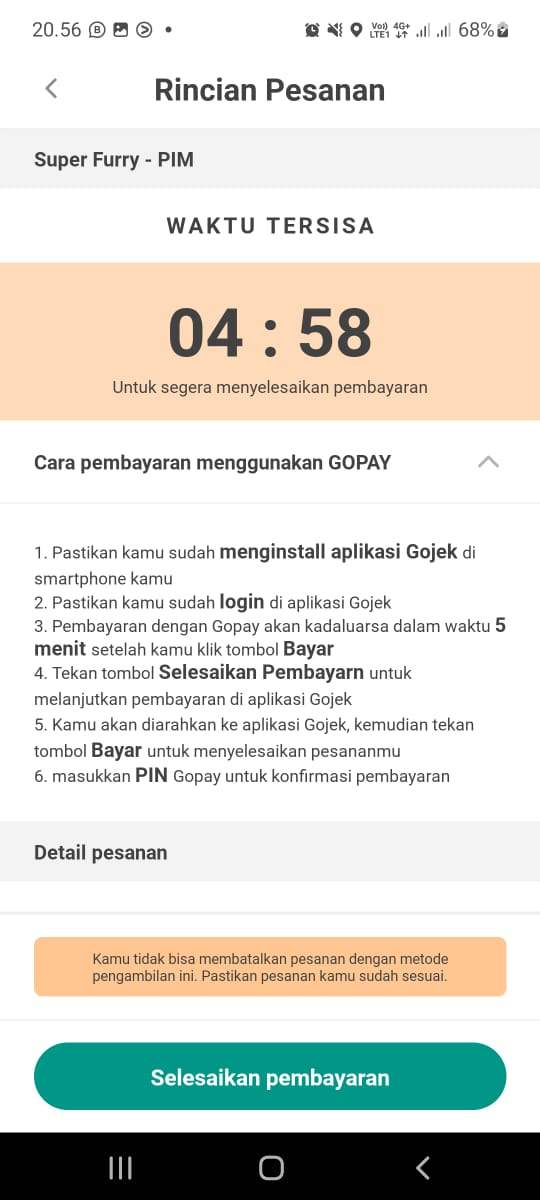 20.56
Vo)) 4G+
LTE1
68%
Rincian Pesanan
Super Furry - PIM
WAKTU TERSISA
04 : 58
Untuk segera menyelesaikan pembayaran
Cara pembayaran menggunakan GOPAY
1. Pastikan kamu sudah menginstall aplikasi Gojek di
smartphone kamu
2. Pastikan kamu sudah login di aplikasi Gojek
3. Pembayaran dengan Gopay akan kadaluarsa dalam waktu 5
menit setelah kamu klik tombol Bayar
4. Tekan tombol Selesaikan Pembayarn untuk
melanjutkan pembayaran di aplikasi Gojek
5. Kamu akan diarahkan ke aplikasi Gojek, kemudian tekan
tombol Bayar untuk menyelesaikan pesananmu
6. masukkan PIN Gopay untuk konfirmasi pembayaran
Detail pesanan
Kamu tidak bisa membatalkan pesanan dengan metode
pengambilan ini. Pastikan pesanan kamu sudah sesuai.
Selesaikan pembayaran